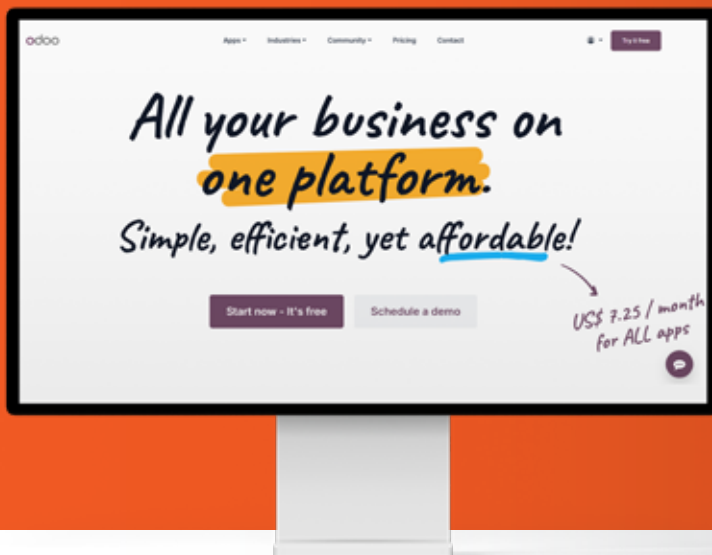 odoo
Apps Industries Community Pricing Contact
Try it free
All your business on
one platform.
Simple, efficient, yet affordable!
US$ 7.25 / month
for ALL apps
Start now - It's free
Schedule a demo